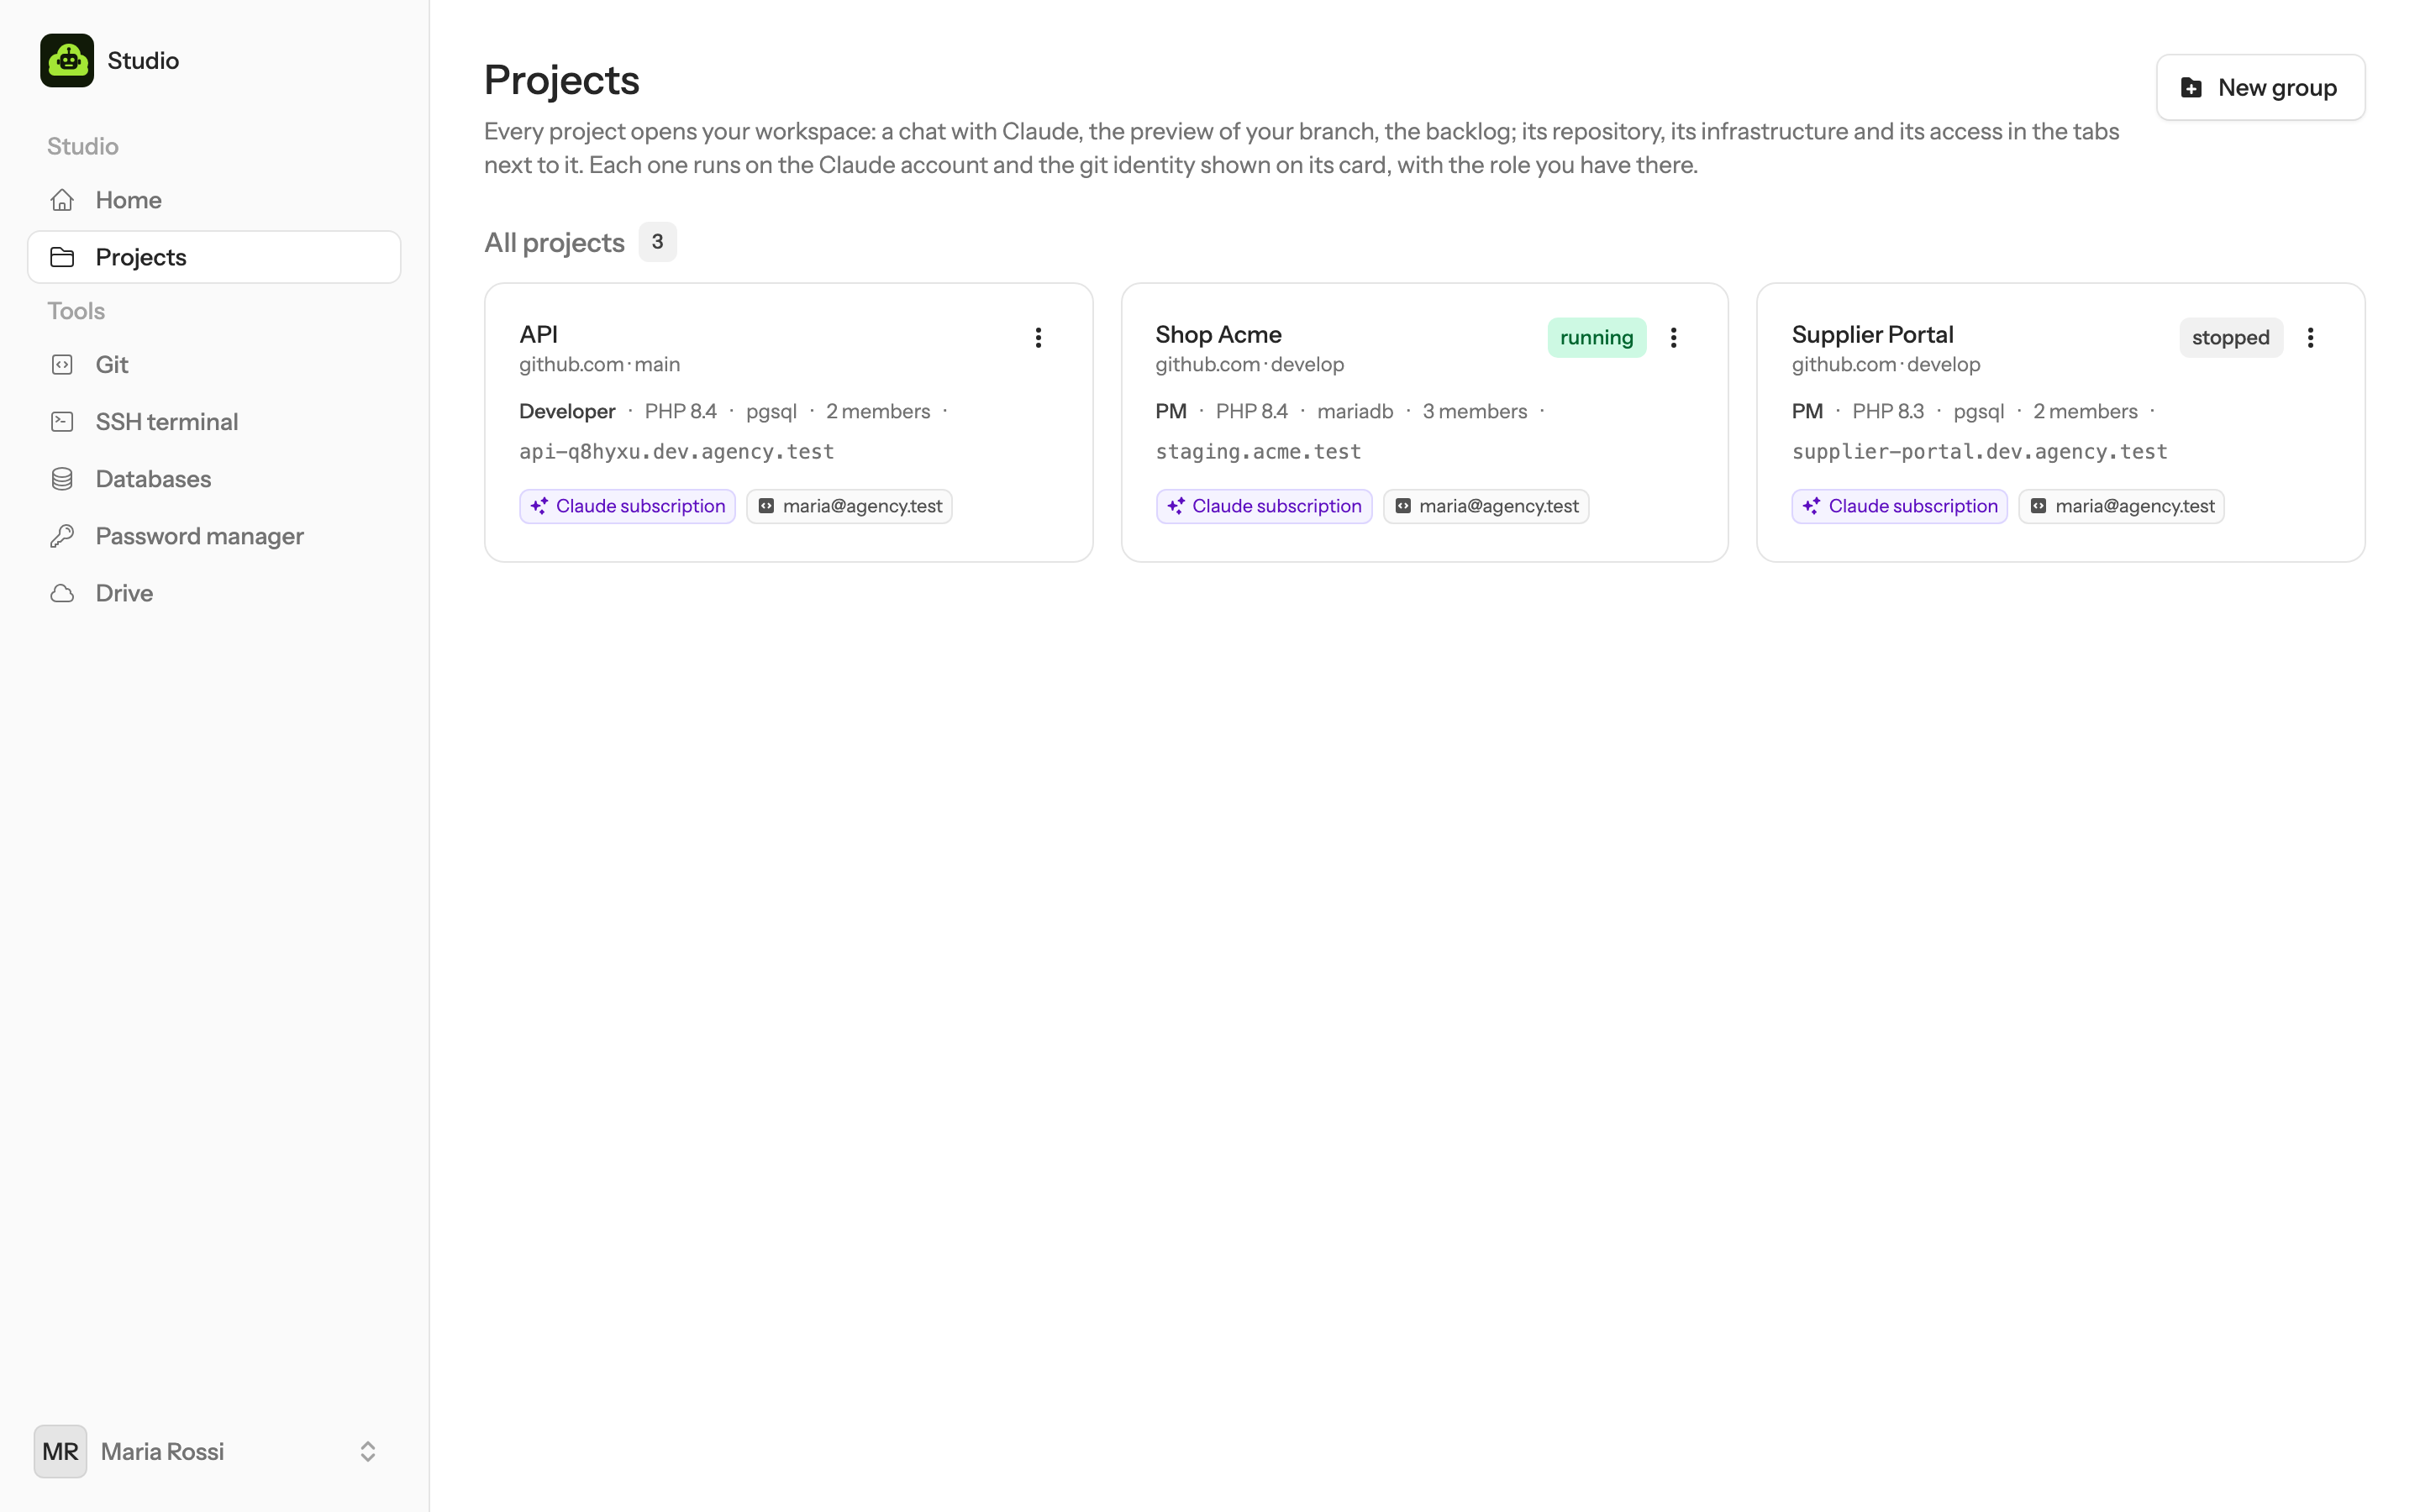 Studio
Studio
Home
Projects
Tools
Git
SSH terminal
Databases
Password manager
Drive
MR
Maria Rossi
Projects
New group
Every project opens your workspace: a chat with Claude, the preview of your branch, the backlog; its repository, its infrastructure and its access in the tabs
next to it. Each one runs on the Claude account and the git identity shown on its card, with the role you have there.
All projects 3
API
github.com · main
Developer · PHP 8.4 · pgsql · 2 members ·
api-q8hyxu.dev.agency.test
Claude subscription
maria@agency.test
Shop Acme
running
github.com · develop
PM · PHP 8.4 · mariadb · 3 members ·
staging.acme.test
Claude subscription
maria@agency.test
Supplier Portal
stopped
github.com · develop
PM · PHP 8.3 · pgsql · 2 members ·
supplier-portal.dev.agency.test
Claude subscription
maria@agency.test